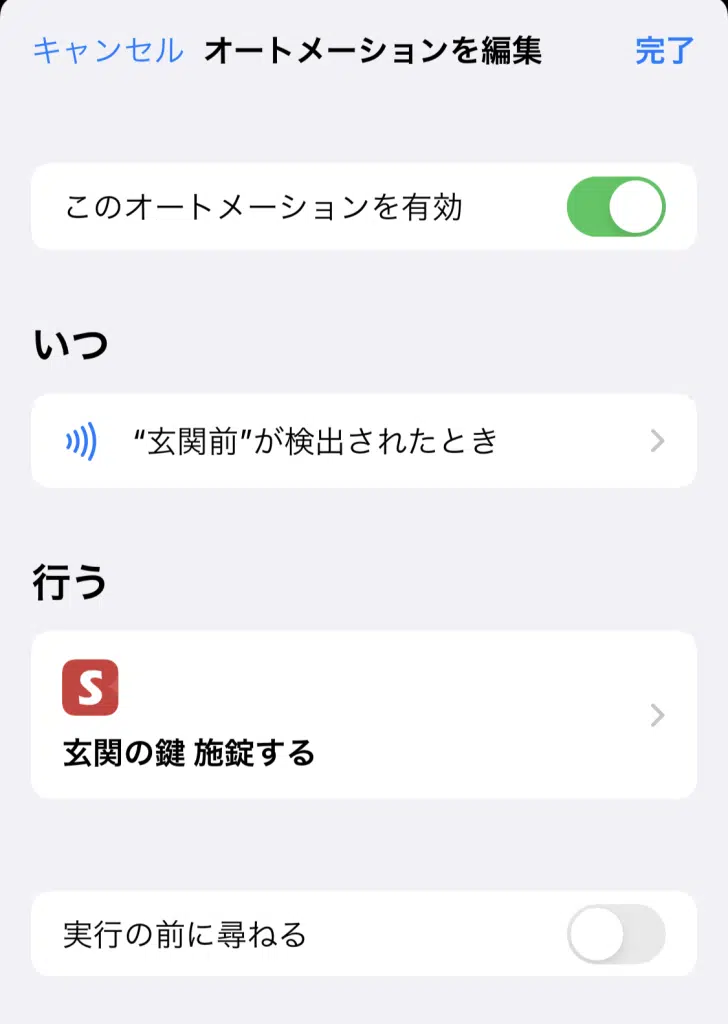 キャンセル オートメーションを編集 完了
このオートメーションを有効
いつ
“玄関前”が検出されたとき
行う
S
玄関の鍵 施錠する
実行の前に尋ねる